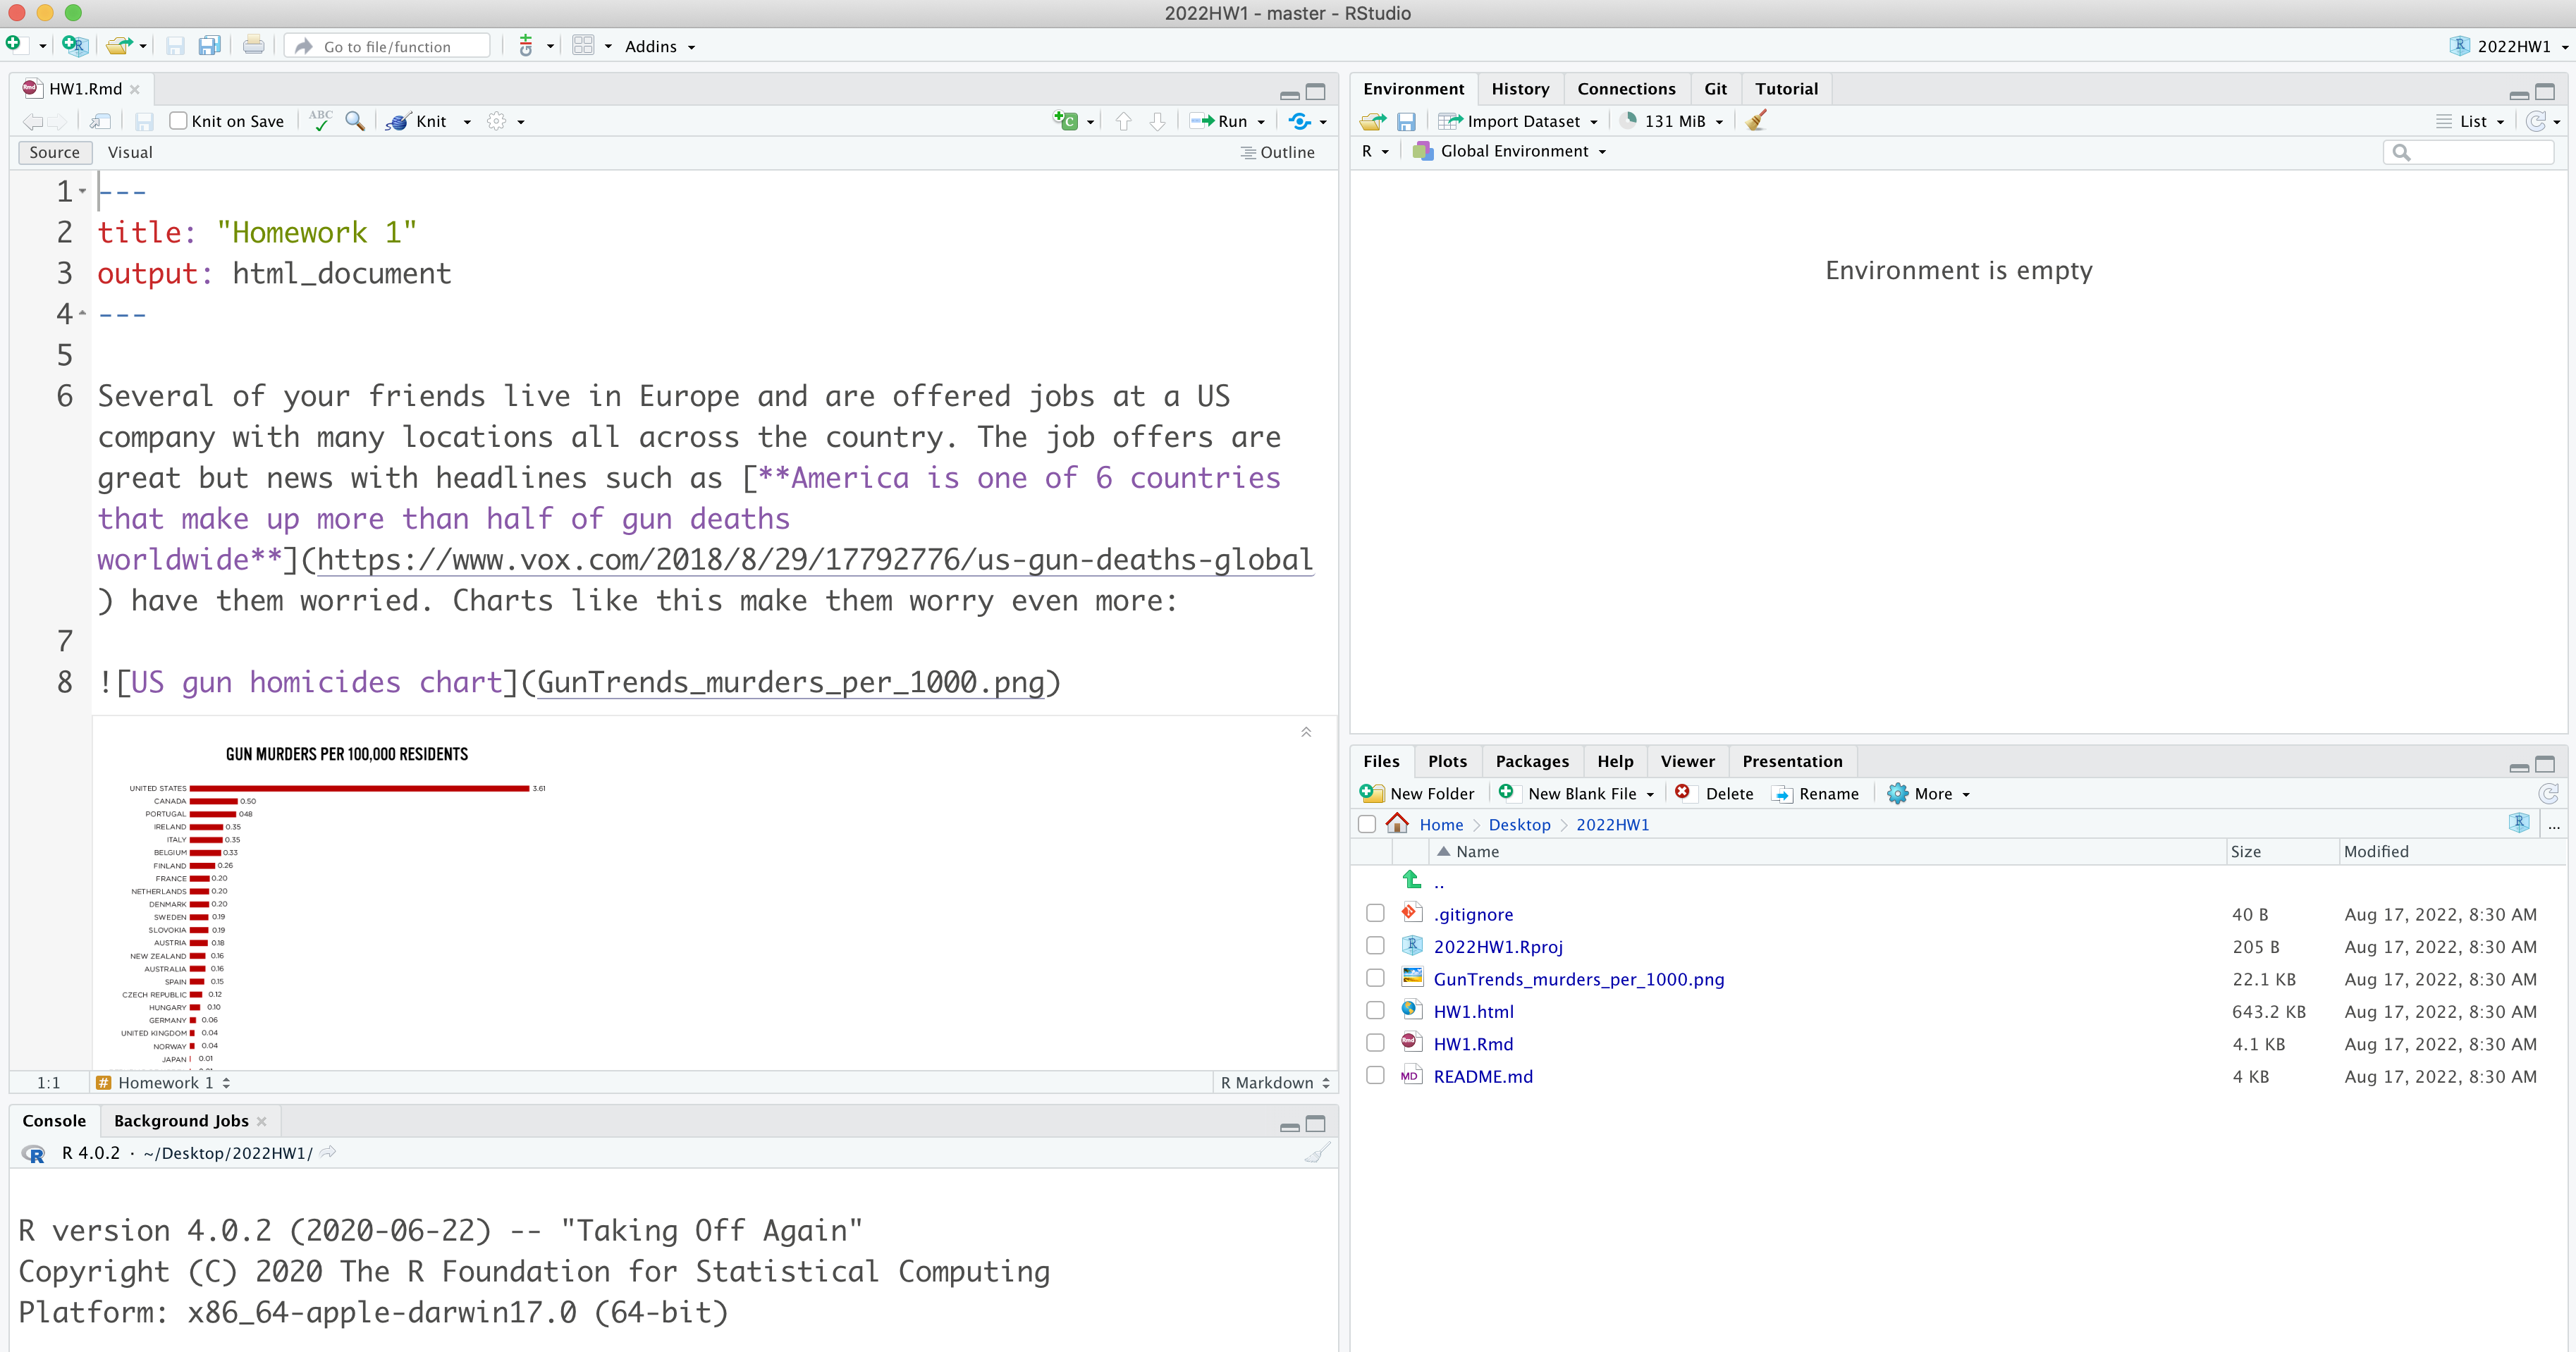 2022HW1 - master - RStudio
Go to file/function
Addins
2022HW1
HW1.Rmd
Knit on Save
ABC
Knit
Run
Source
Visual
Outline
1
---
2
title: "Homework 1"
3
output: html_document
4
---
5
6
Several of your friends live in Europe and are offered jobs at a US
company with many locations all across the country. The job offers are
great but news with headlines such as [**America is one of 6 countries
that make up more than half of gun deaths
worldwide**](https://www.vox.com/2018/8/29/17792776/us-gun-deaths-global
) have them worried. Charts like this make them worry even more:
7
8
![US gun homicides chart](GunTrends_murders_per_1000.png)
GUN MURDERS PER 100,000 RESIDENTS
UNITED STATES 3.61
CANADA 0.50
PORTUGAL 048
IRELAND 0.35
ITALY 0.35
BELGIUM 0.33
FINLAND 0.26
FRANCE 0.20
NETHERLANDS 0.20
DENMARK 0.20
SWEDEN 0.19
SLOVOKIA 0.19
AUSTRIA 0.18
NEW ZEALAND 0.16
AUSTRALIA 0.16
SPAIN 0.15
CZECH REPUBLIC 0.12
HUNGARY 0.10
GERMANY 0.06
UNITED KINGDOM 0.04
NORWAY 0.04
JAPAN 0.01
1:1
# Homework 1
R Markdown
Console
Background Jobs
R 4.0.2 · ~/Desktop/2022HW1/
R version 4.0.2 (2020-06-22) -- "Taking Off Again"
Copyright (C) 2020 The R Foundation for Statistical Computing
Platform: x86_64-apple-darwin17.0 (64-bit)
Environment
History
Connections
Git
Tutorial
Import Dataset
131 MiB
List
R
Global Environment
Environment is empty
Files
Plots
Packages
Help
Viewer
Presentation
New Folder
New Blank File
Delete
Rename
More
Home
Desktop
2022HW1
...
Name
Size
Modified
..
.gitignore 40 B Aug 17, 2022, 8:30 AM
2022HW1.Rproj 205 B Aug 17, 2022, 8:30 AM
GunTrends_murders_per_1000.png 22.1 KB Aug 17, 2022, 8:30 AM
HW1.html 643.2 KB Aug 17, 2022, 8:30 AM
HW1.Rmd 4.1 KB Aug 17, 2022, 8:30 AM
README.md 4 KB Aug 17, 2022, 8:30 AM